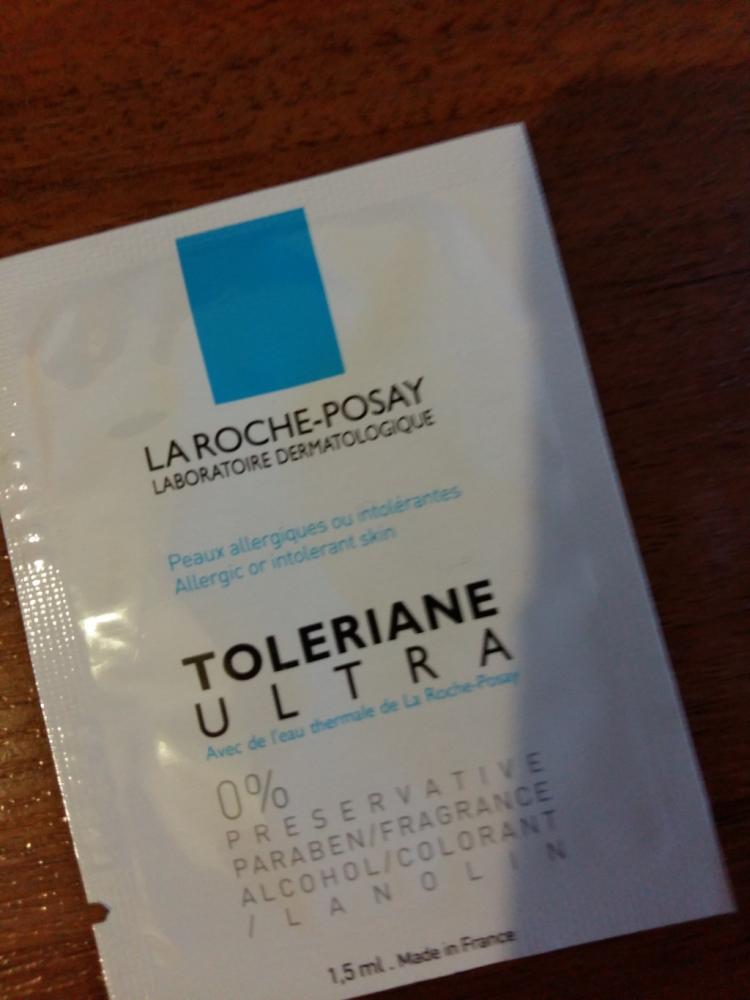 LA ROCHE-POSAY
LABORATOIRE DERMATOLOGIQUE
Peaux allergiques ou intolérantes
Allergic or intolerant skin
TOLERIANE
ULTRA
Avec de l'eau thermale de La Roche-Posay
0%
PRESERVATIVE
PARABEN/FRAGRANCE
ALCOHOL/COLORANT
/LANOLIN
1,5 ml . Made in France